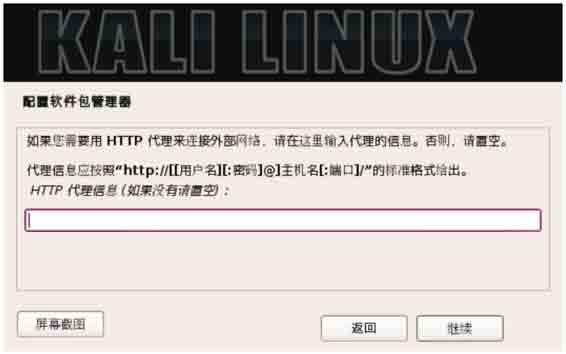 KALI LINUX
配置软件包管理器
如果您需要用 HTTP 代理来连接外部网络，请在这里输入代理的信息。否则，请置空。
代理信息应按照“http://[[用户名][:密码]@]主机名[:端口]/”的标准格式给出。
HTTP 代理信息（如果没有请置空）：
屏幕截图
返回
继续